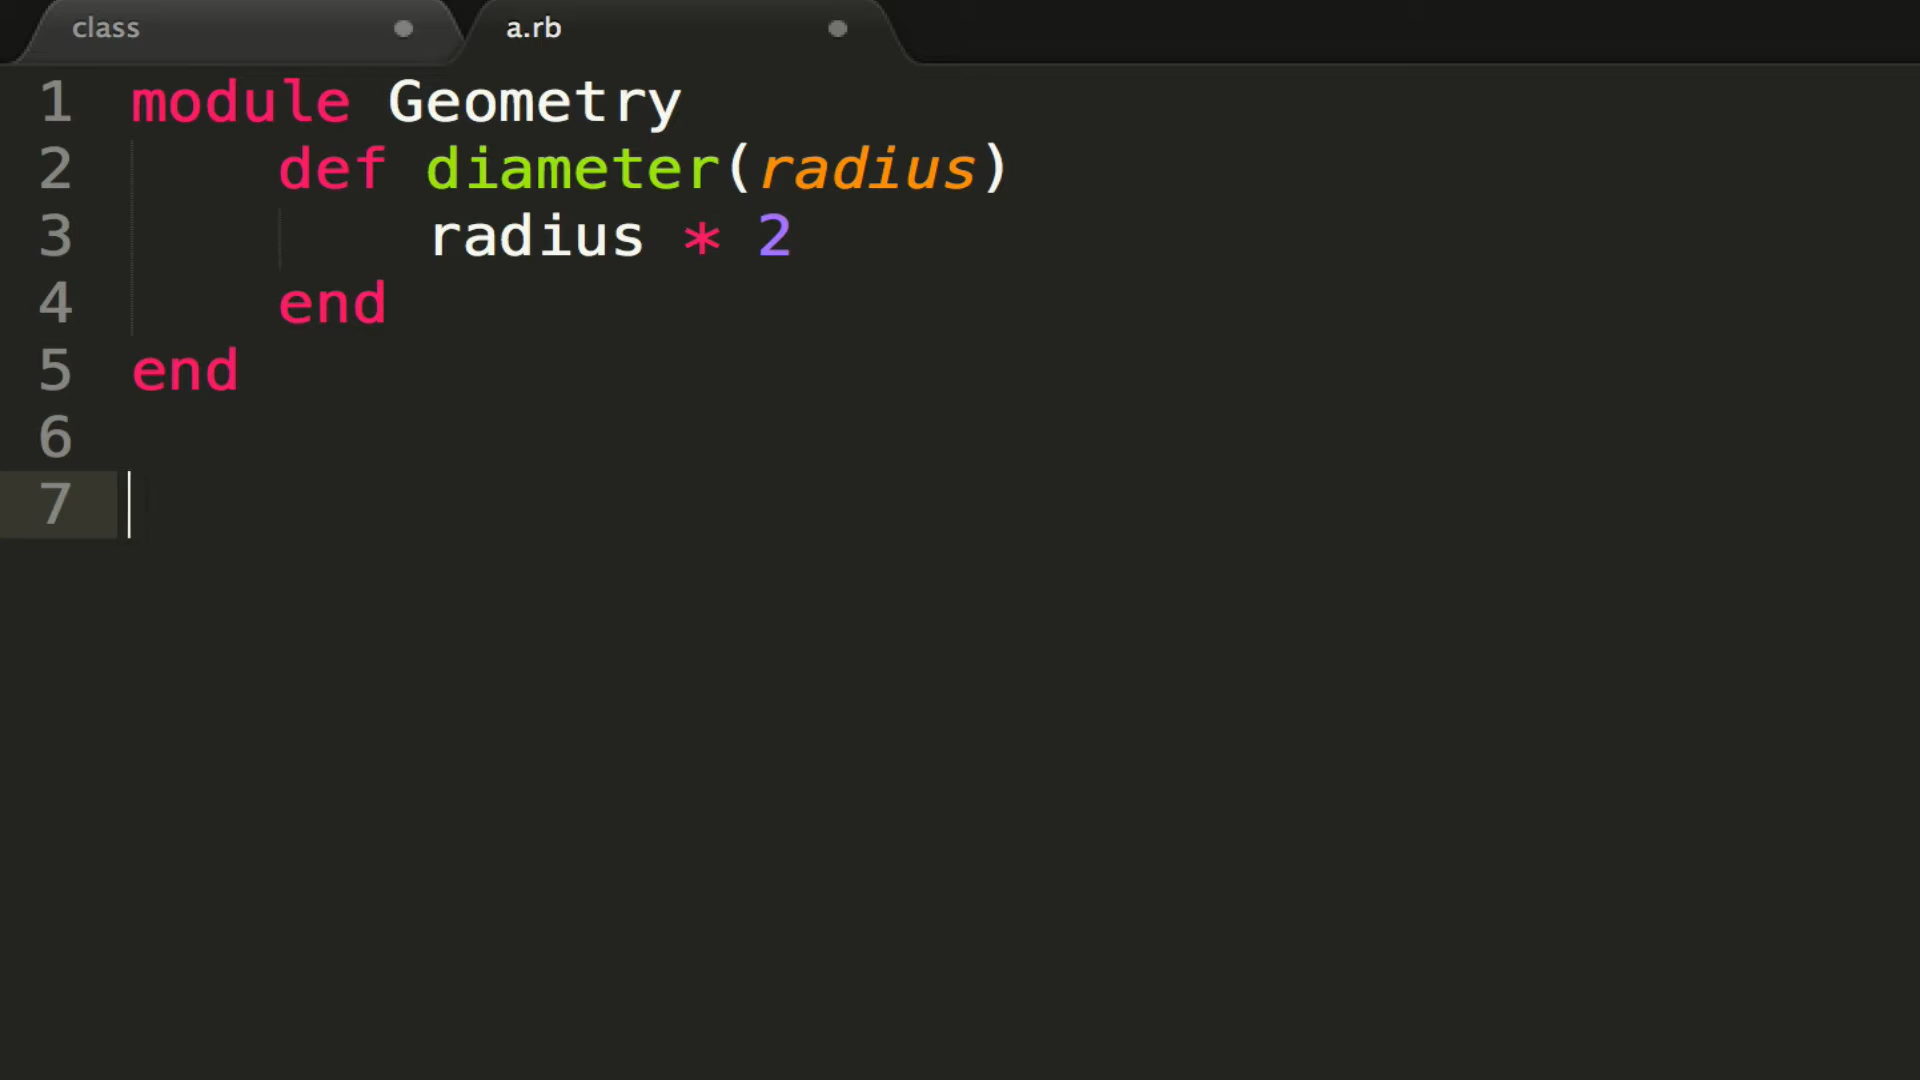 class
a.rb
1 module Geometry
2     def diameter(radius)
3         radius * 2
4     end
5 end
6
7